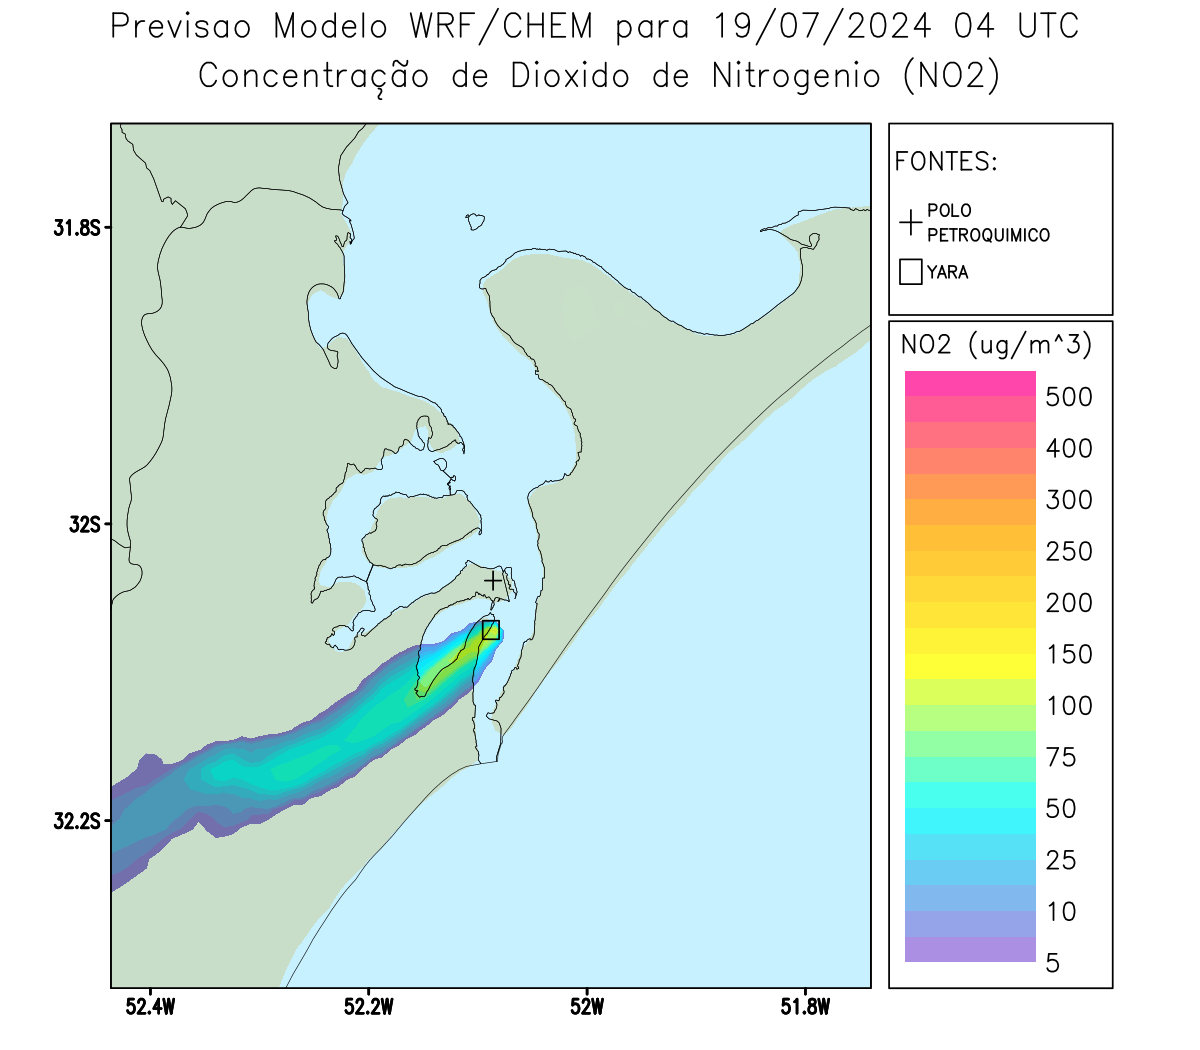 Previsao Modelo WRF/CHEM para 19/07/2024 04 UTC
Concentração de Dioxido de Nitrogenio (NO2)
FONTES:
POLO
PETROQUIMICO
YARA
31.8S
32S
32.2S
52.4W
52.2W
52W
51.8W
NO2 (ug/m^3)
500
400
300
250
200
150
100
75
50
25
10
5